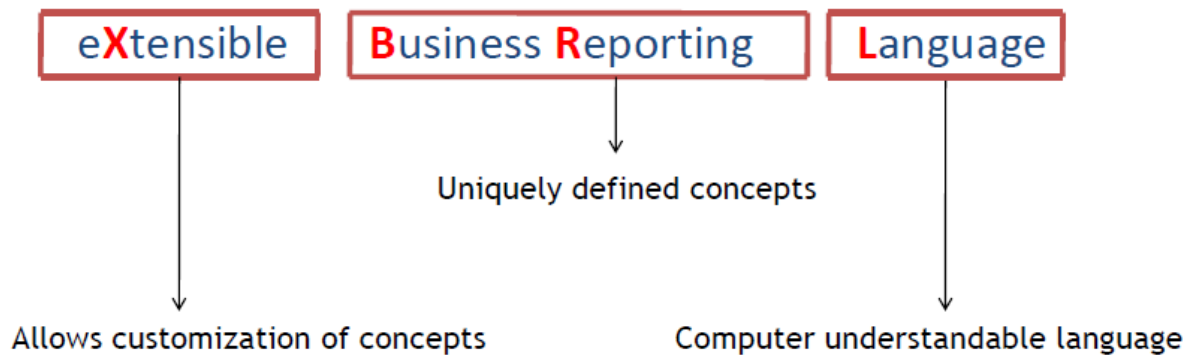 eXtensible Business Reporting Language
Uniquely defined concepts
Allows customization of concepts Computer understandable language